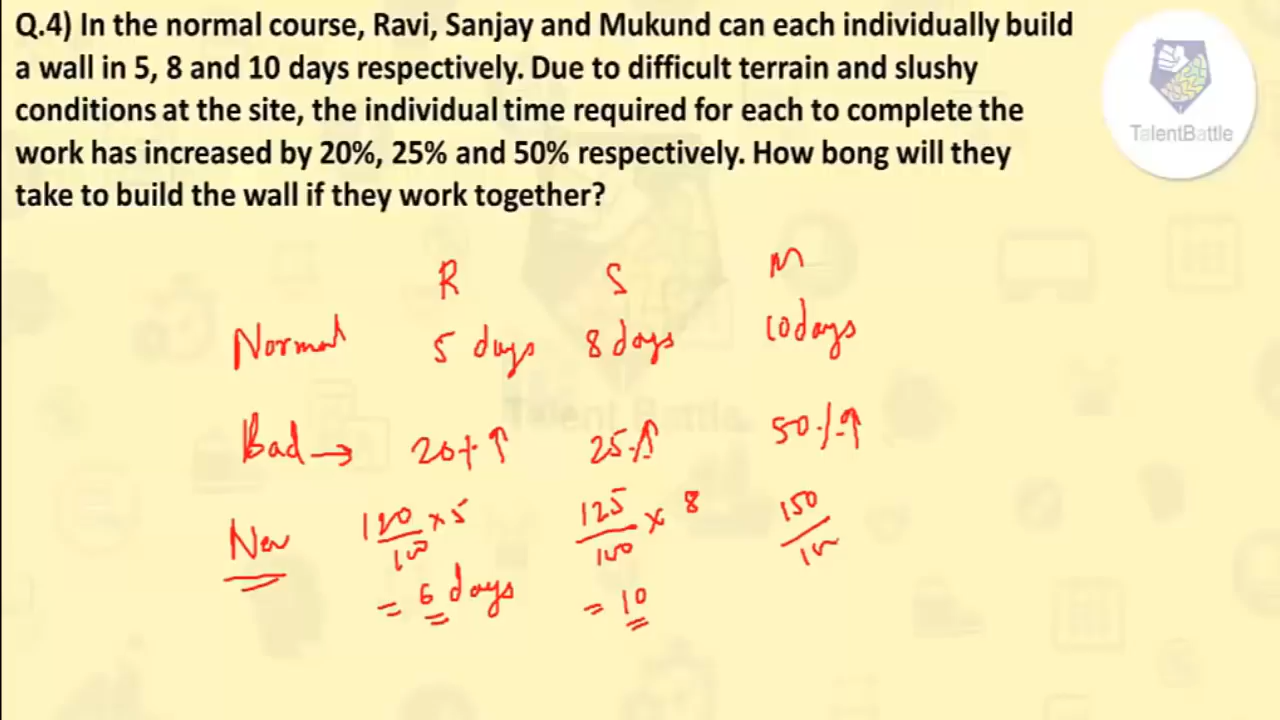 Q.4) In the normal course, Ravi, Sanjay and Mukund can each individually build
a wall in 5, 8 and 10 days respectively. Due to difficult terrain and slushy
conditions at the site, the individual time required for each to complete the
work has increased by 20%, 25% and 50% respectively. How bong will they
take to build the wall if they work together?
TalentBattle
R S M
Normal 5 days 8 days 10 days
Talent Battle
Bad → 20% ↑ 25% ↑ 50% ↑
New 120/100 × 5 125/100 × 8 150/100
= 6 days = 10